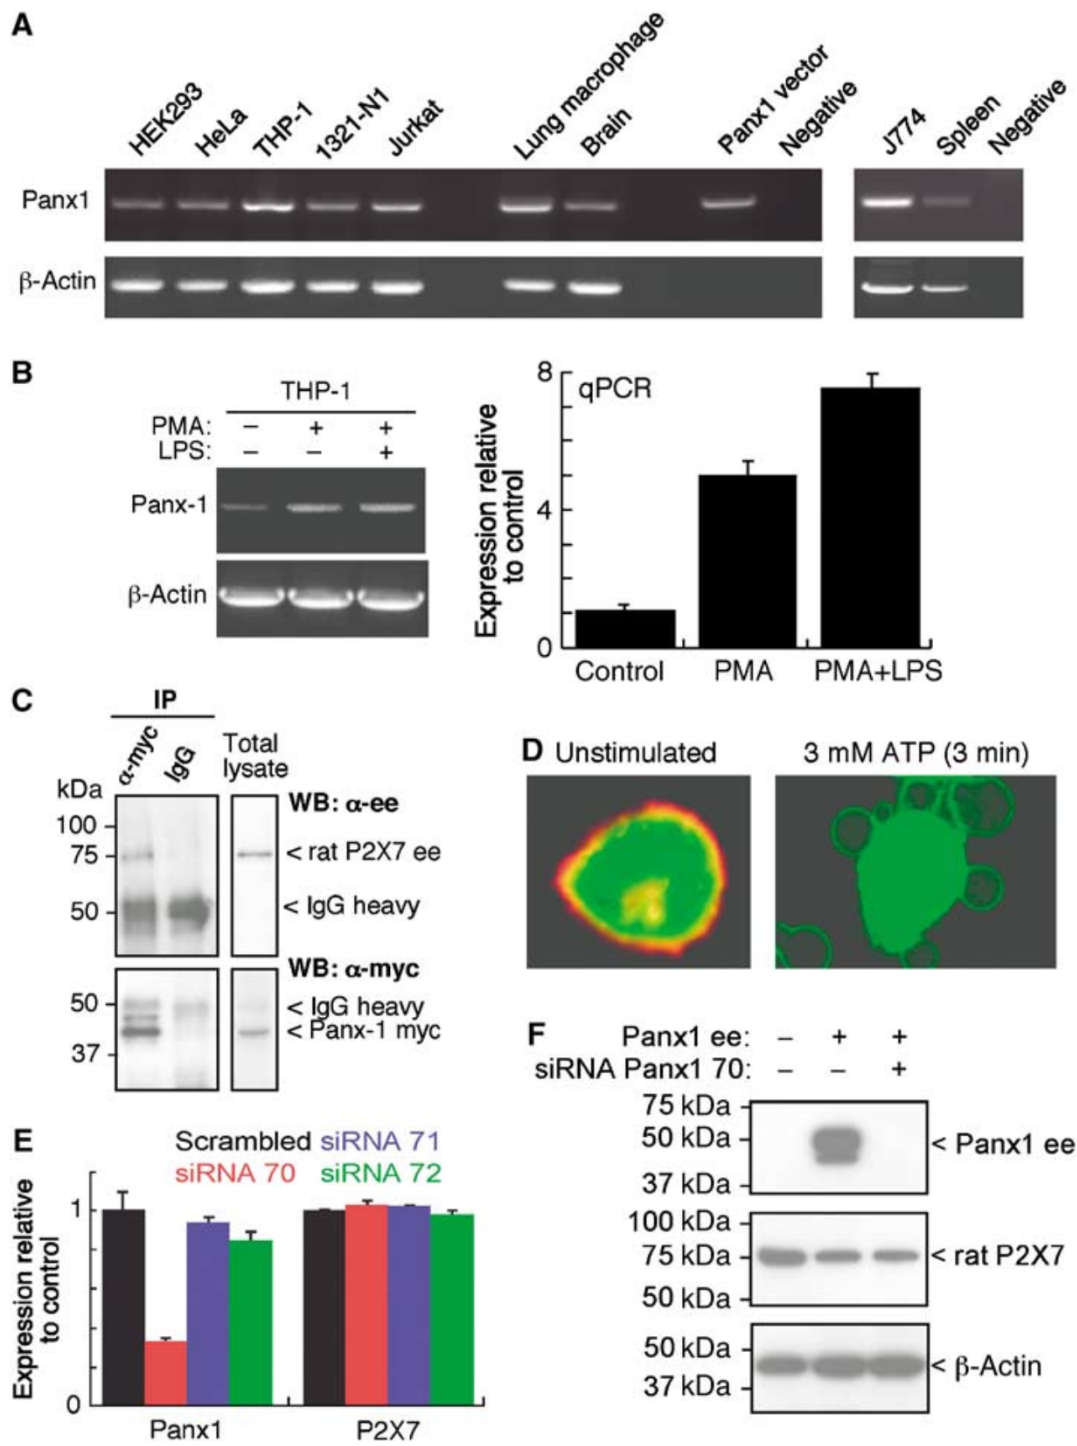 A
HEK293 HeLa THP-1 1321-N1 Jurkat Lung macrophage Brain Panx1 vector Negative J774 Spleen Negative
Panx1
β-Actin
B
THP-1
PMA: – + +
LPS: – – +
Panx-1
β-Actin
8
qPCR
4
0
Expression relative
to control
Control PMA PMA+LPS
C
IP
α-myc IgG Total
lysate
kDa
WB: α-ee
100
75
< rat P2X7 ee
50
< IgG heavy
WB: α-myc
50
< IgG heavy
< Panx-1 myc
37
D Unstimulated 3 mM ATP (3 min)
E
Scrambled siRNA 71
siRNA 70 siRNA 72
1
0
Expression relative
to control
Panx1 P2X7
F
Panx1 ee: – + +
siRNA Panx1 70: – – +
75 kDa
50 kDa
< Panx1 ee
37 kDa
100 kDa
75 kDa
< rat P2X7
50 kDa
50 kDa
< β-Actin
37 kDa